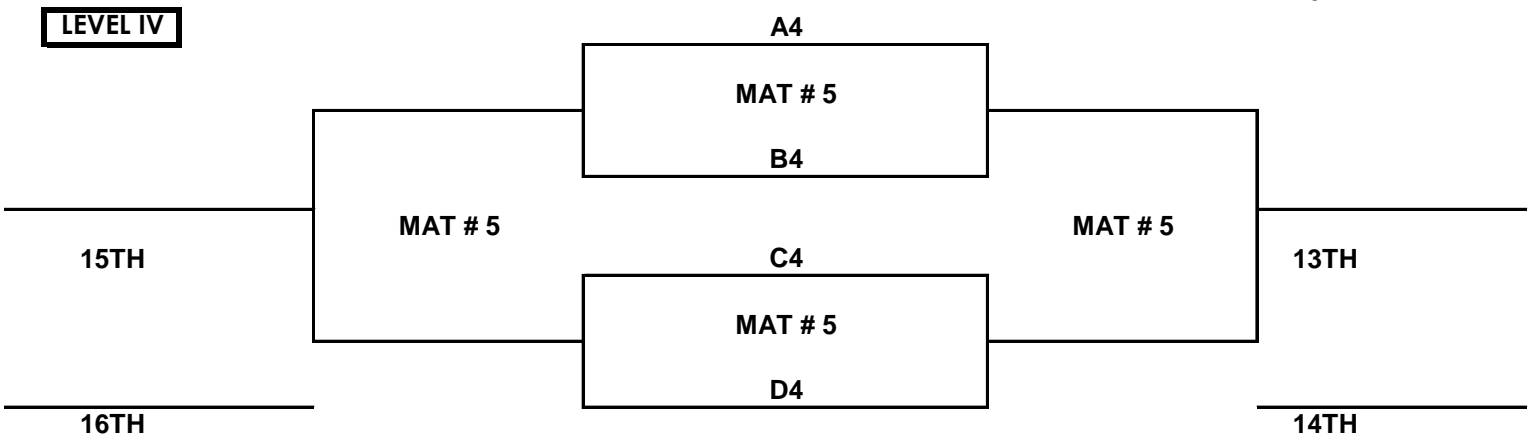 LEVEL IV
A4
MAT # 5
B4
MAT # 5
MAT # 5
15TH
C4
13TH
MAT # 5
D4
16TH
14TH